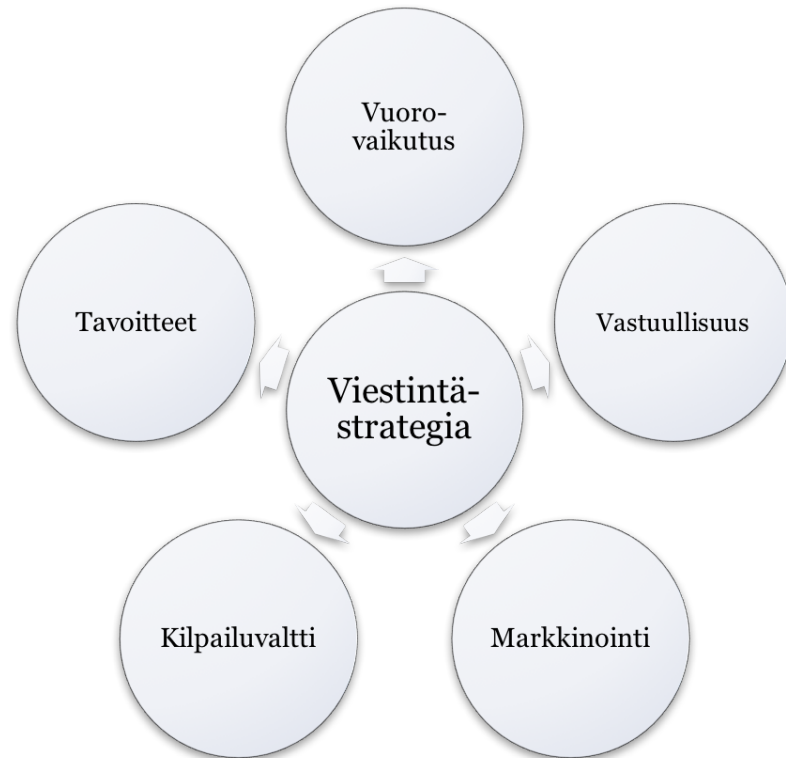 Vuoro-
vaikutus
Tavoitteet
Vastuullisuus
Viestintä-
strategia
Kilpailuvaltti
Markkinointi